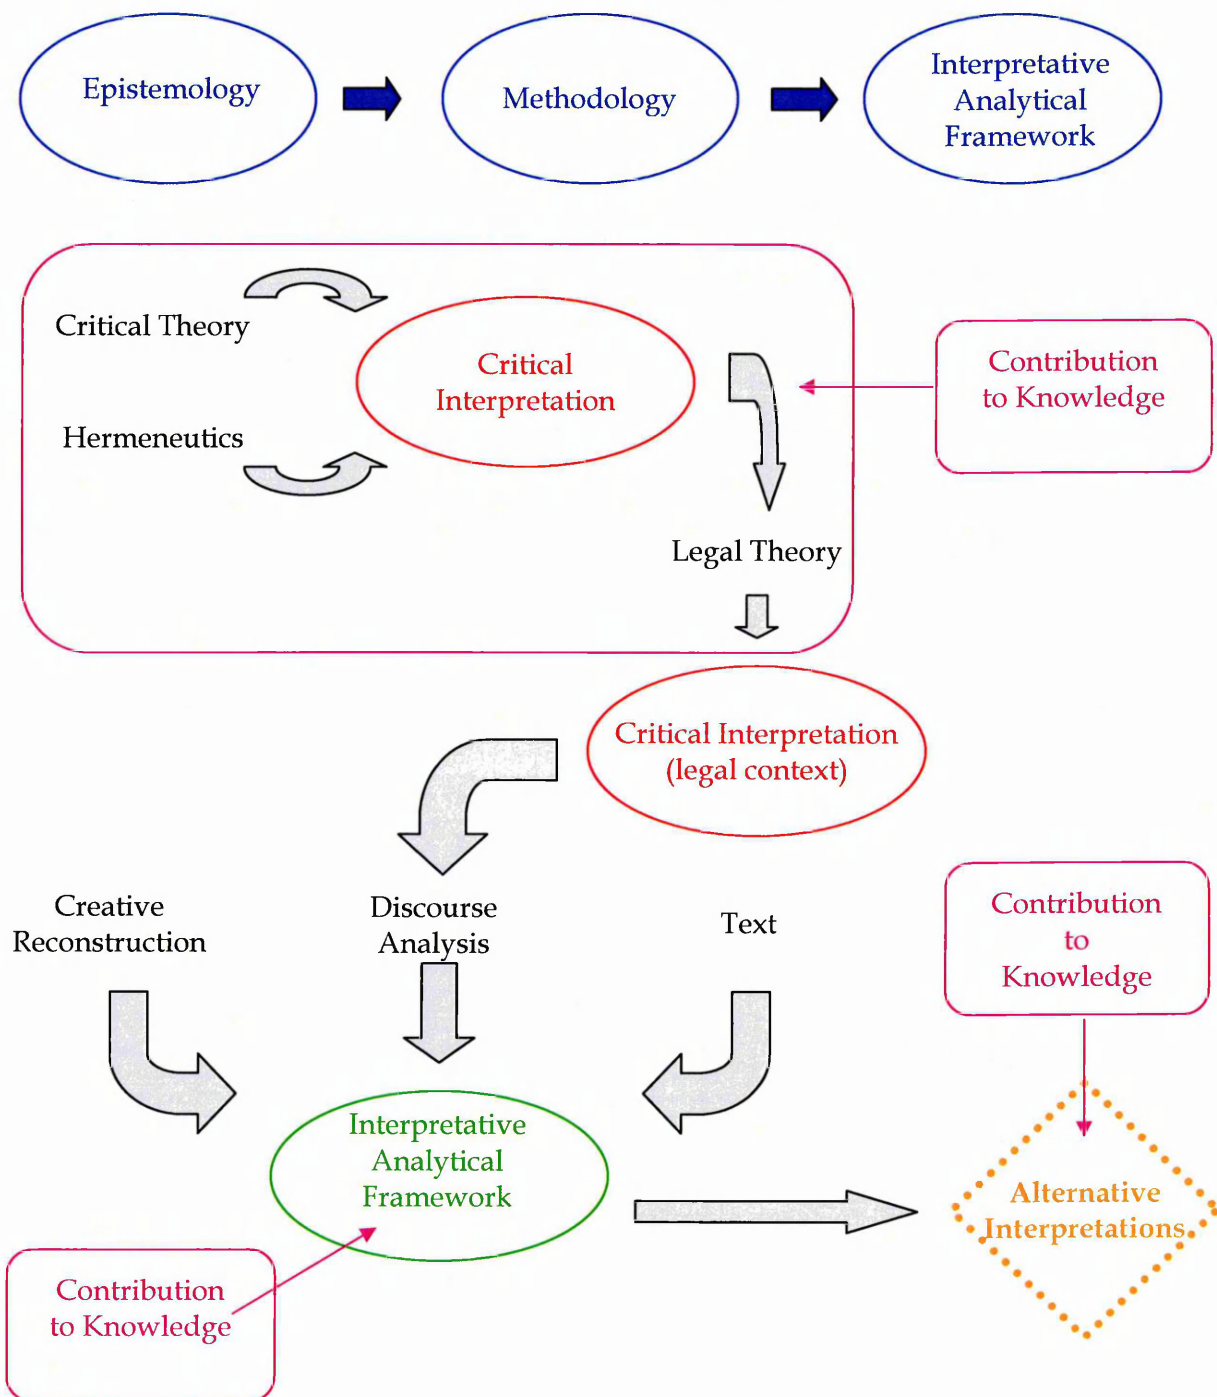 Epistemology
Methodology
Interpretative
Analytical
Framework
Critical Theory
Hermeneutics
Critical
Interpretation
Contribution
to Knowledge
Legal Theory
Critical Interpretation
(legal context)
Creative
Reconstruction
Discourse
Analysis
Text
Contribution
to
Knowledge
Interpretative
Analytical
Framework
Alternative
Interpretations
Contribution
to Knowledge